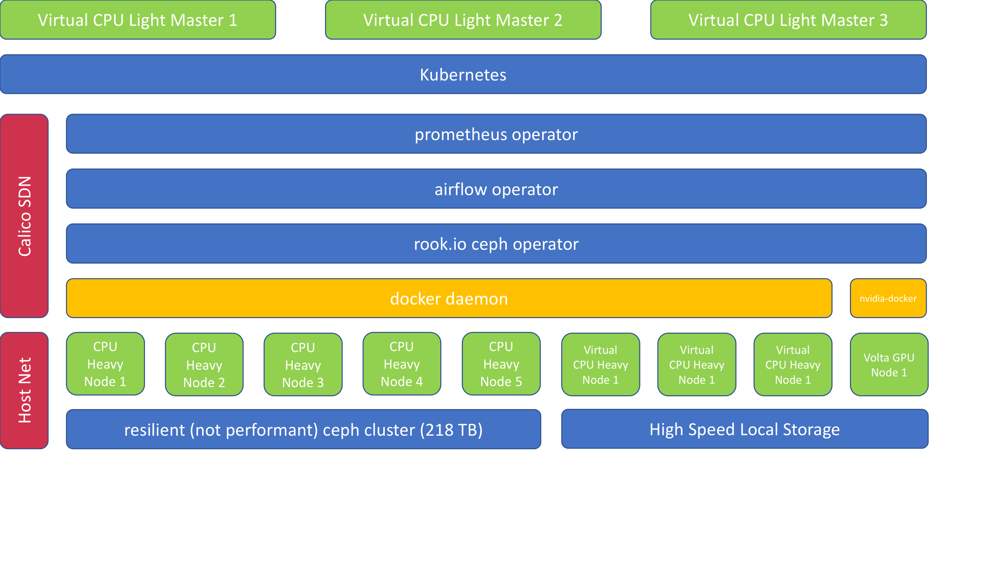 Virtual CPU Light Master 1
Virtual CPU Light Master 2
Virtual CPU Light Master 3
Kubernetes
Calico SDN
prometheus operator
airflow operator
rook.io ceph operator
docker daemon
nvidia-docker
Host Net
CPU
Heavy
Node 1
CPU
Heavy
Node 2
CPU
Heavy
Node 3
CPU
Heavy
Node 4
CPU
Heavy
Node 5
Virtual
CPU Heavy
Node 1
Virtual
CPU Heavy
Node 1
Virtual
CPU Heavy
Node 1
Volta GPU
Node 1
resilient (not performant) ceph cluster (218 TB)
High Speed Local Storage